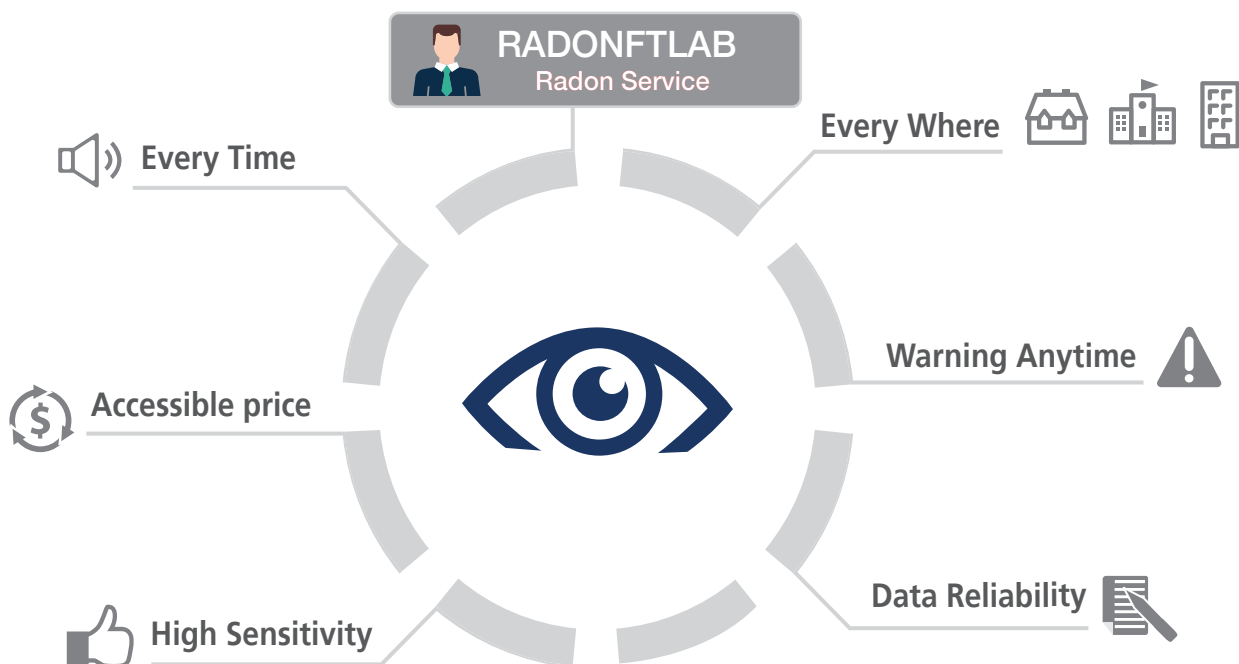 RADONFTLAB
Radon Service
Every Where
Every Time
Warning Anytime
Accessible price
Data Reliability
High Sensitivity